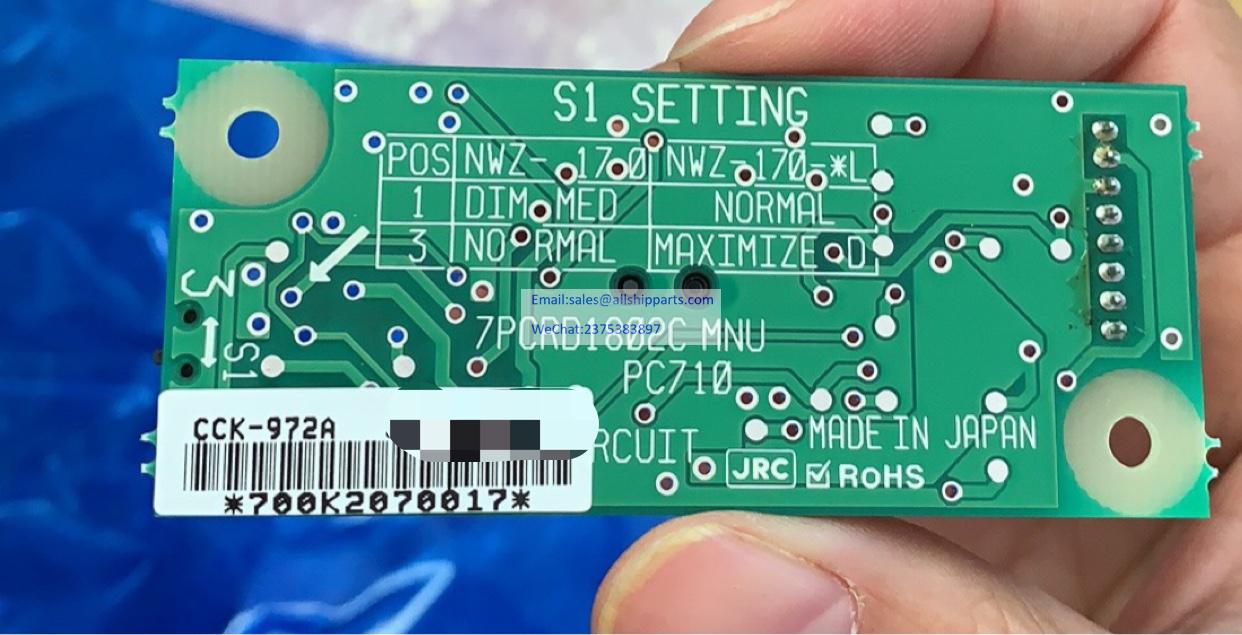 S1 SETTING
POS NWZ-170 NWZ-170-*L
1 DIM MED NORMAL
3 NORMAL MAXIMIZED
3
S1
Email:sales@allshipparts.com
WeChat:2375383897
7PCRD1802C MNU
PC710
CCK-972A
RCUIT
MADE IN JAPAN
JRC
RoHS
*700K2070017*